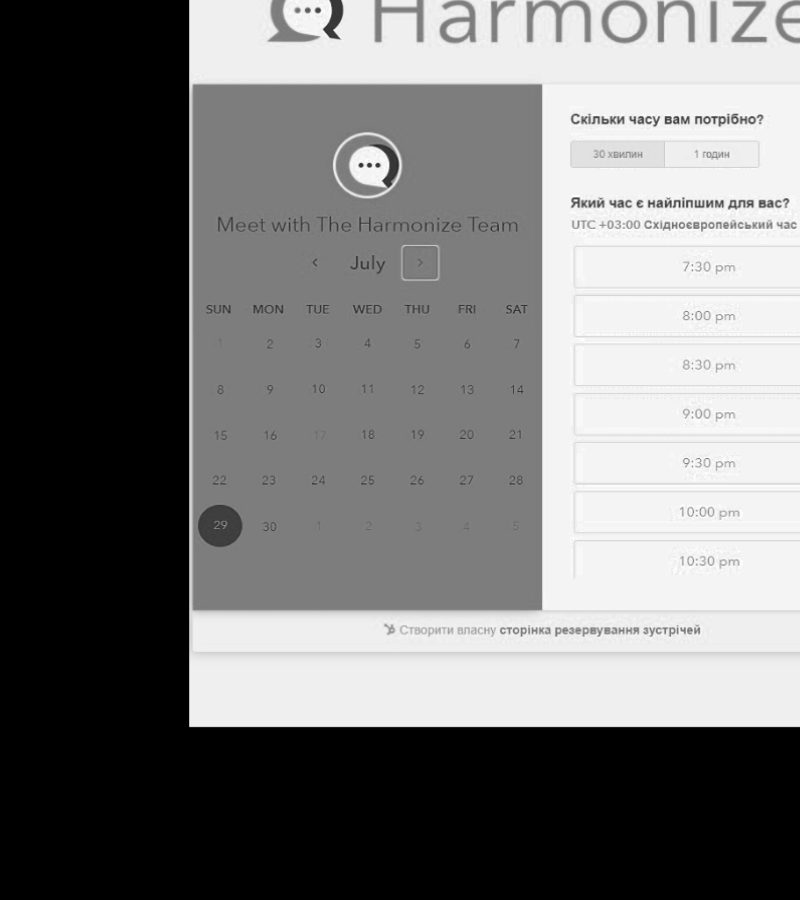 Harmonize
Meet with The Harmonize Team
July
SUN MON TUE WED THU FRI SAT
1 2 3 4 5 6 7
8 9 10 11 12 13 14
15 16 17 18 19 20 21
22 23 24 25 26 27 28
29 30 1 2 3 4 5
Скільки часу вам потрібно?
30 хвилин 1 годин
Який час є найліпшим для вас?
UTC +03:00 Східноєвропейський час
7:30 pm
8:00 pm
8:30 pm
9:00 pm
9:30 pm
10:00 pm
10:30 pm
Створити власну сторінка резервування зустрічей